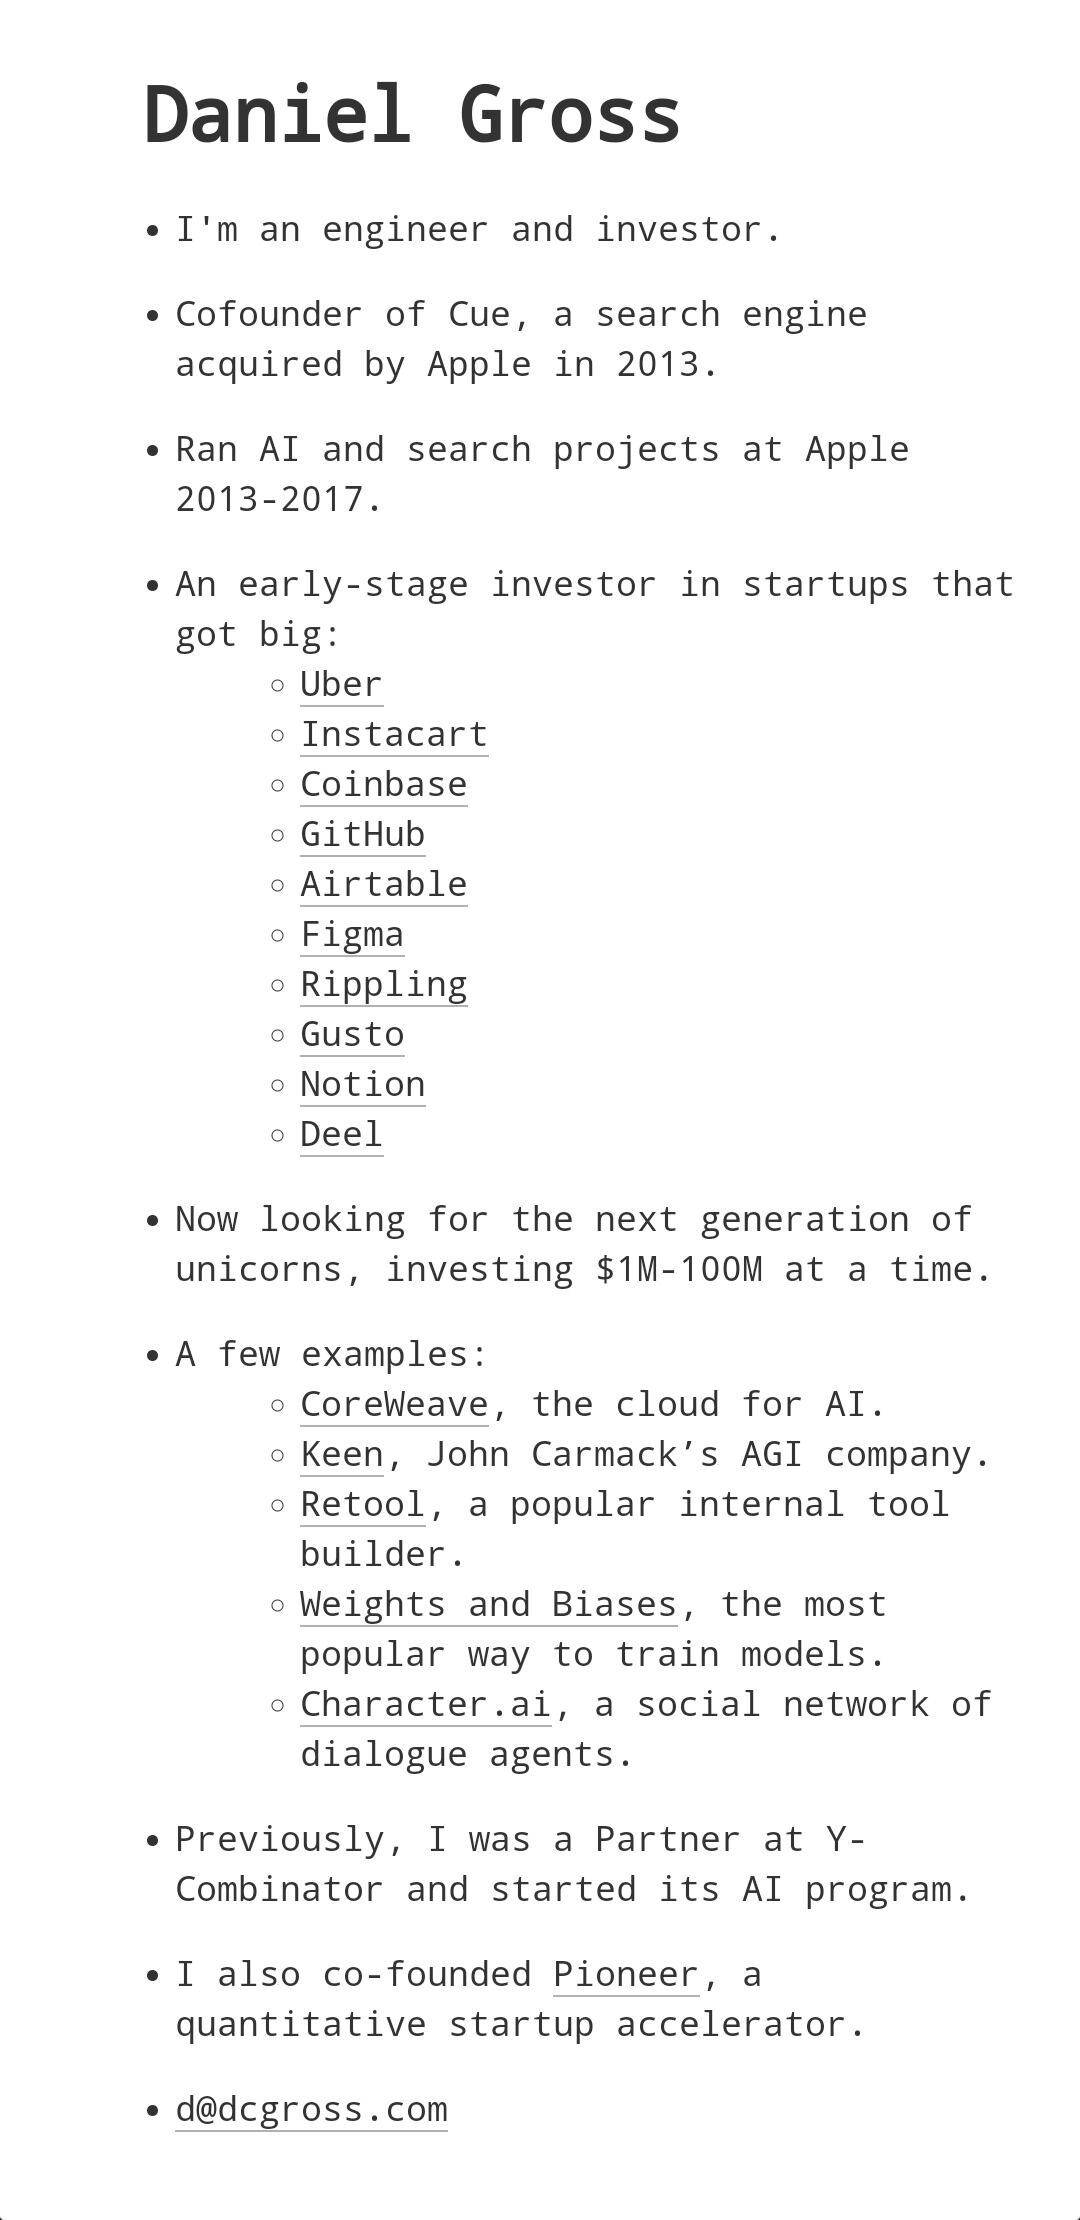 Daniel Gross
I'm an engineer and investor.
Cofounder of Cue, a search engine
acquired by Apple in 2013.
Ran AI and search projects at Apple
2013-2017.
An early-stage investor in startups that
got big:
Uber
Instacart
Coinbase
GitHub
Airtable
Figma
Rippling
Gusto
Notion
Deel
Now looking for the next generation of
unicorns, investing $1M-100M at a time.
A few examples:
CoreWeave, the cloud for AI.
Keen, John Carmack’s AGI company.
Retool, a popular internal tool
builder.
Weights and Biases, the most
popular way to train models.
Character.ai, a social network of
dialogue agents.
Previously, I was a Partner at Y-
Combinator and started its AI program.
I also co-founded Pioneer, a
quantitative startup accelerator.
d@dcgross.com